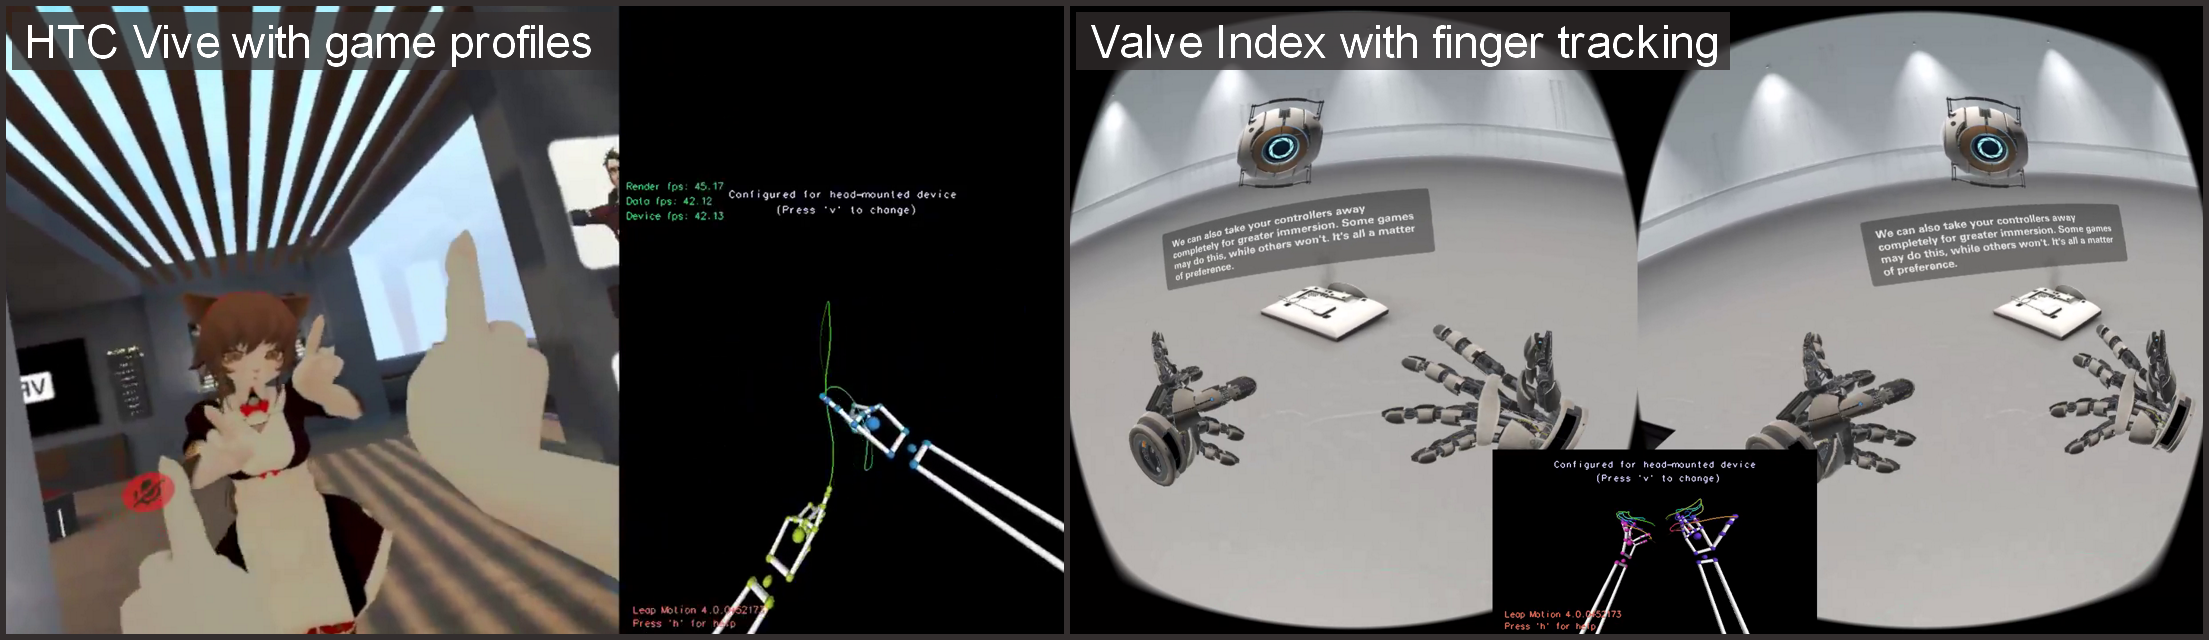 HTC Vive with game profiles
Render fps: 45.17
Data fps: 42.12
Device fps: 42.13
Configured for head-mounted device
(Press 'v' to change)
Leap Motion 4.0.0+52173
Press 'h' for help
Valve Index with finger tracking
We can also take your controllers away
completely for greater immersion. Some games
may do this, while others won't. It's all a matter
of preference.
We can also take your controllers away
completely for greater immersion. Some games
may do this, while others won't. It's all a matter
of preference.
Configured for head-mounted device
(Press 'v' to change)
Leap Motion 4.0.0+52173
Press 'h' for help